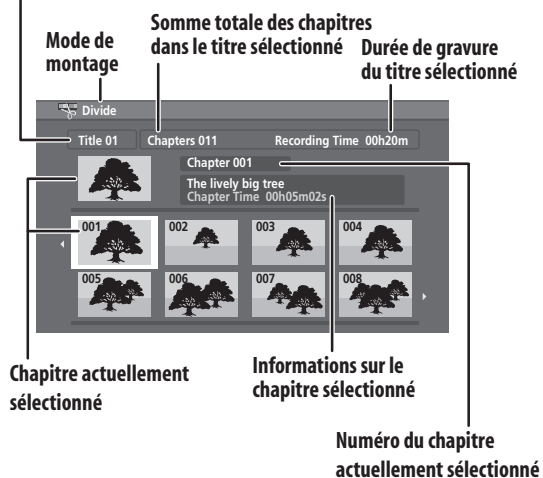 Somme totale des chapitres
dans le titre sélectionné
Mode de
montage
Durée de gravure
du titre sélectionné
Divide
Title 01
Chapters 011
Recording Time 00h20m
Chapter 001
The lively big tree
Chapter Time 00h05m02s
001
002
003
004
005
006
007
008
Chapitre actuellement
sélectionné
Informations sur le
chapitre sélectionné
Numéro du chapitre
actuellement sélectionné